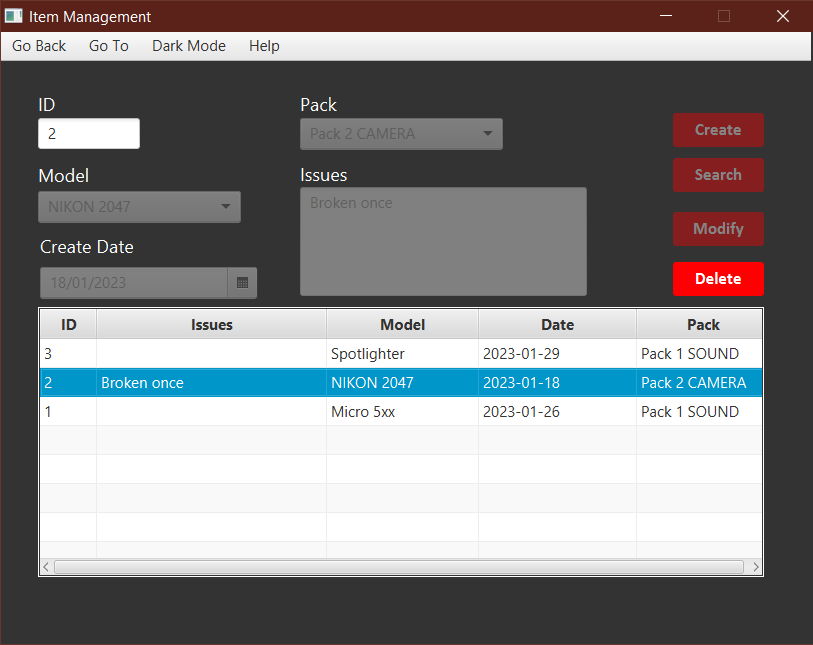 Item Management
Go Back Go To Dark Mode Help
ID
2
Pack
Pack 2 CAMERA
Create
Model
NIKON 2047
Issues
Broken once
Search
Modify
Create Date
18/01/2023
Delete
ID Issues Model Date Pack
3 Spotlighter 2023-01-29 Pack 1 SOUND
2 Broken once NIKON 2047 2023-01-18 Pack 2 CAMERA
1 Micro 5xx 2023-01-26 Pack 1 SOUND